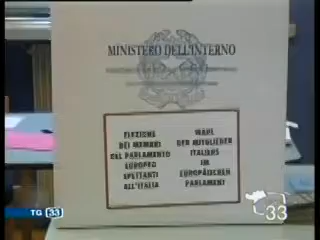 MINISTERO DELL'INTERNO
ELEZIONE
DEI MEMBRI
DEL PARLAMENTO
EUROPEO
SPETTANTI
ALL'ITALIA
WAHL
DER MITGLIEDER
ITALIENS
IM
EUROPÄISCHEN
PARLAMENT
TG 33
33